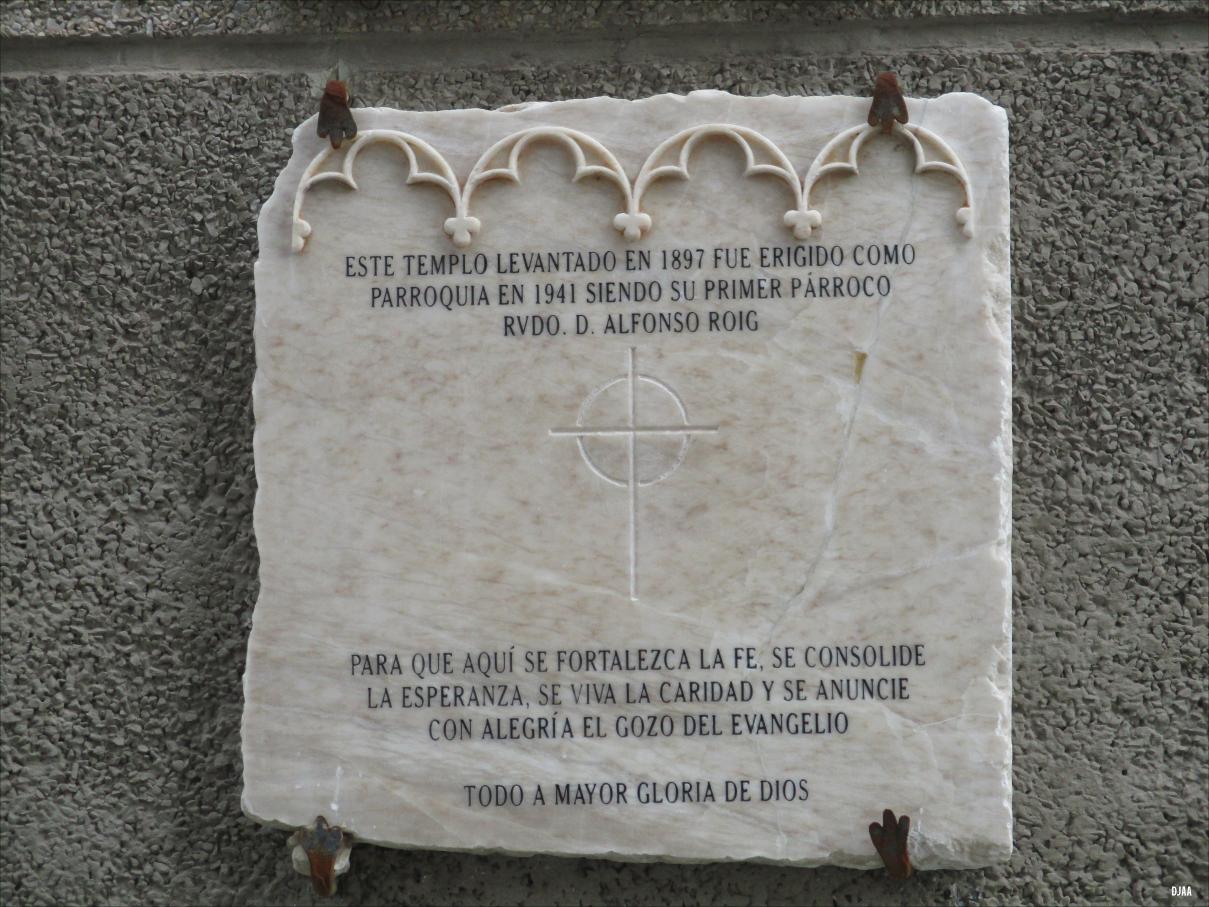 ESTE TEMPLO LEVANTADO EN 1897 FUE ERIGIDO COMO
PARROQUIA EN 1941 SIENDO SU PRIMER PÁRROCO
RVDO. D. ALFONSO ROIG
PARA QUE AQUÍ SE FORTALEZCA LA FE, SE CONSOLIDE
LA ESPERANZA, SE VIVA LA CARIDAD Y SE ANUNCIE
CON ALEGRÍA EL GOZO DEL EVANGELIO
TODO A MAYOR GLORIA DE DIOS
DJAA